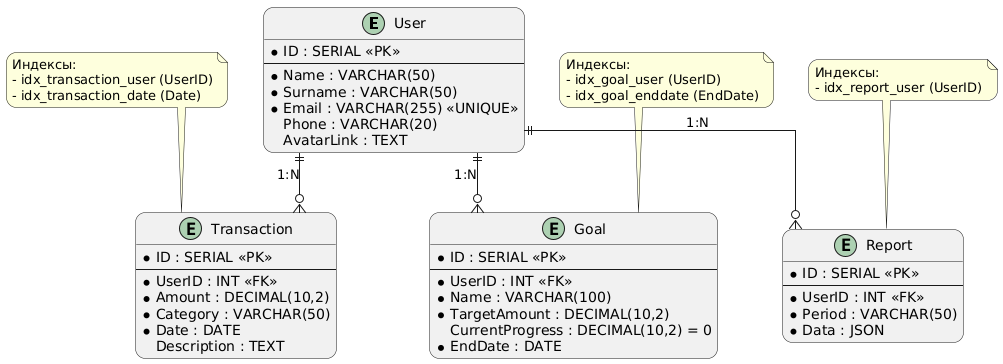 E User
* ID : SERIAL «PK»
* Name : VARCHAR(50)
* Surname : VARCHAR(50)
* Email : VARCHAR(255) «UNIQUE»
Phone : VARCHAR(20)
AvatarLink : TEXT
Индексы:
- idx_transaction_user (UserID)
- idx_transaction_date (Date)
Индексы:
- idx_goal_user (UserID)
- idx_goal_enddate (EndDate)
Индексы:
- idx_report_user (UserID)
1:N
1:N
1:N
E Transaction
* ID : SERIAL «PK»
* UserID : INT «FK»
* Amount : DECIMAL(10,2)
* Category : VARCHAR(50)
* Date : DATE
Description : TEXT
E Goal
* ID : SERIAL «PK»
* UserID : INT «FK»
* Name : VARCHAR(100)
* TargetAmount : DECIMAL(10,2)
CurrentProgress : DECIMAL(10,2) = 0
* EndDate : DATE
E Report
* ID : SERIAL «PK»
* UserID : INT «FK»
* Period : VARCHAR(50)
* Data : JSON